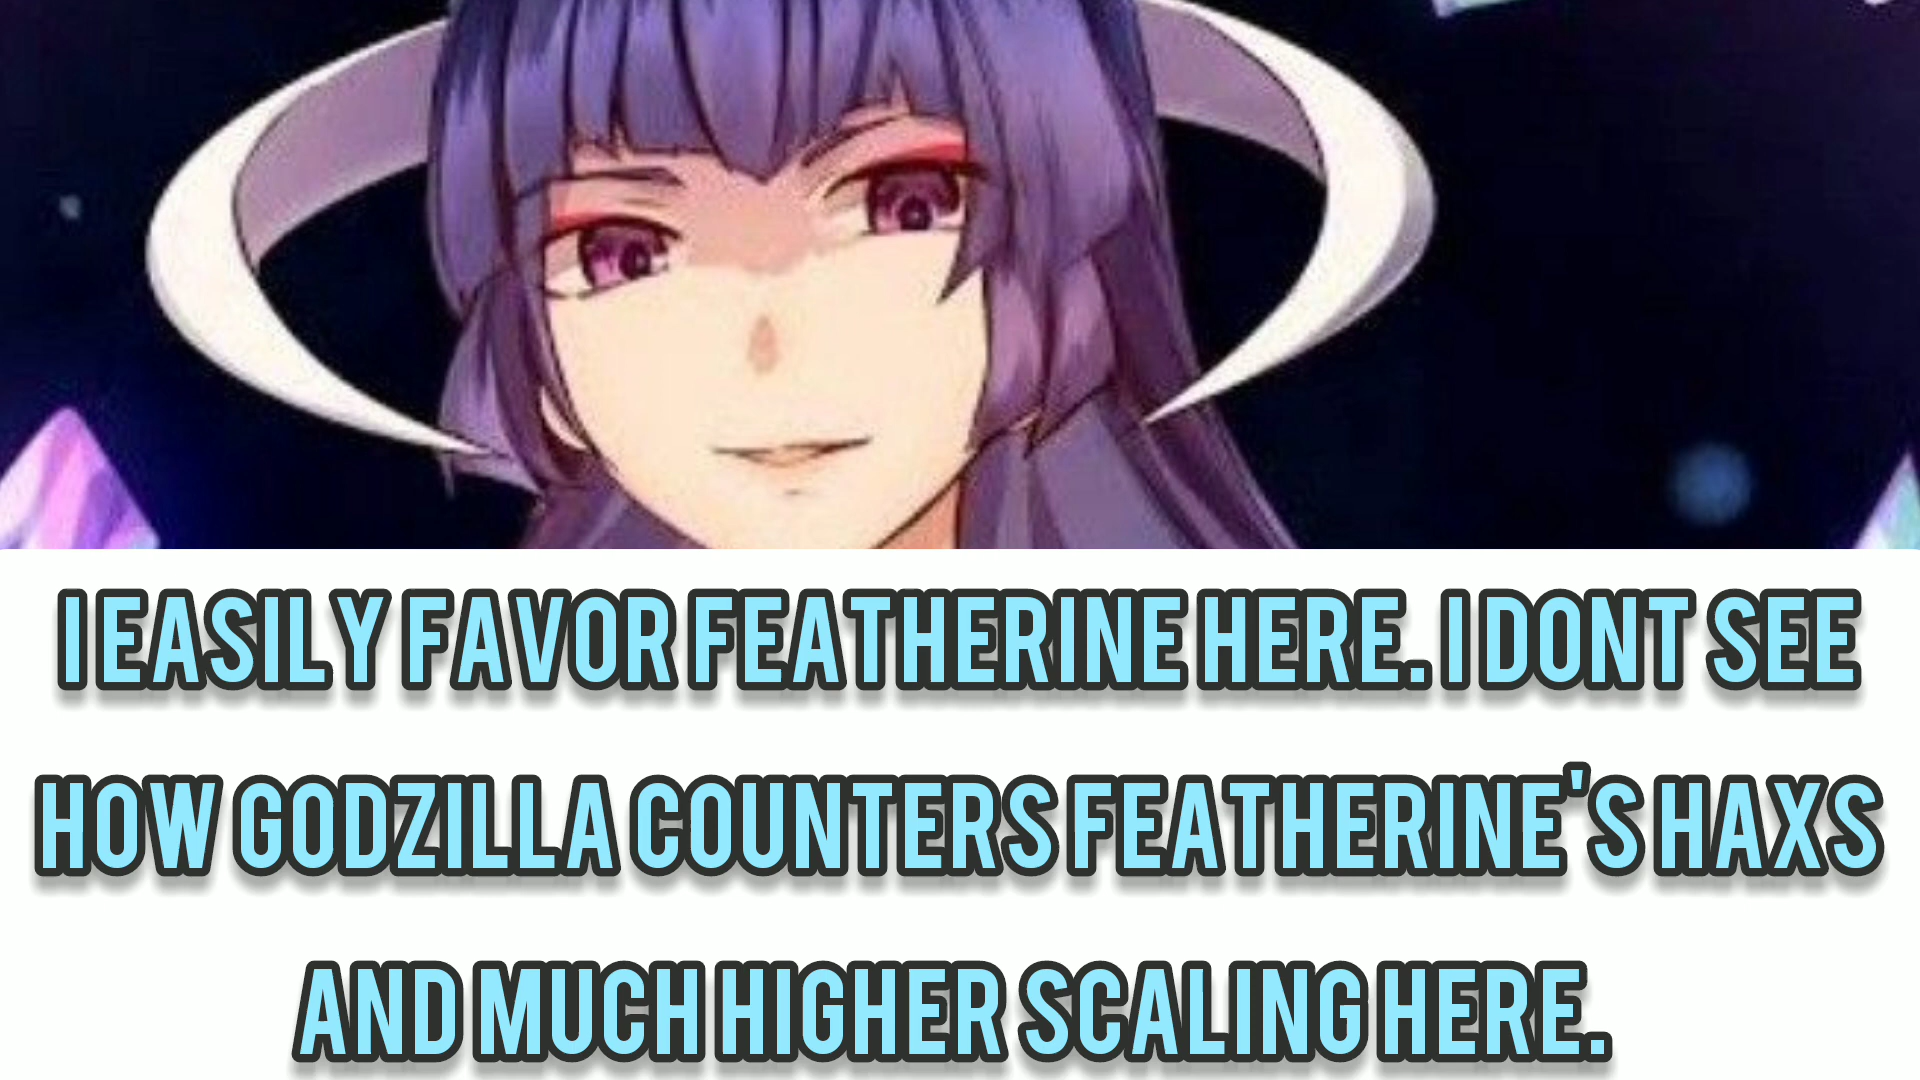 I EASILY FAVOR FEATHERINE HERE. I DONT SEE
HOW GODZILLA COUNTERS FEATHERINE'S HAXS
AND MUCH HIGHER SCALING HERE.